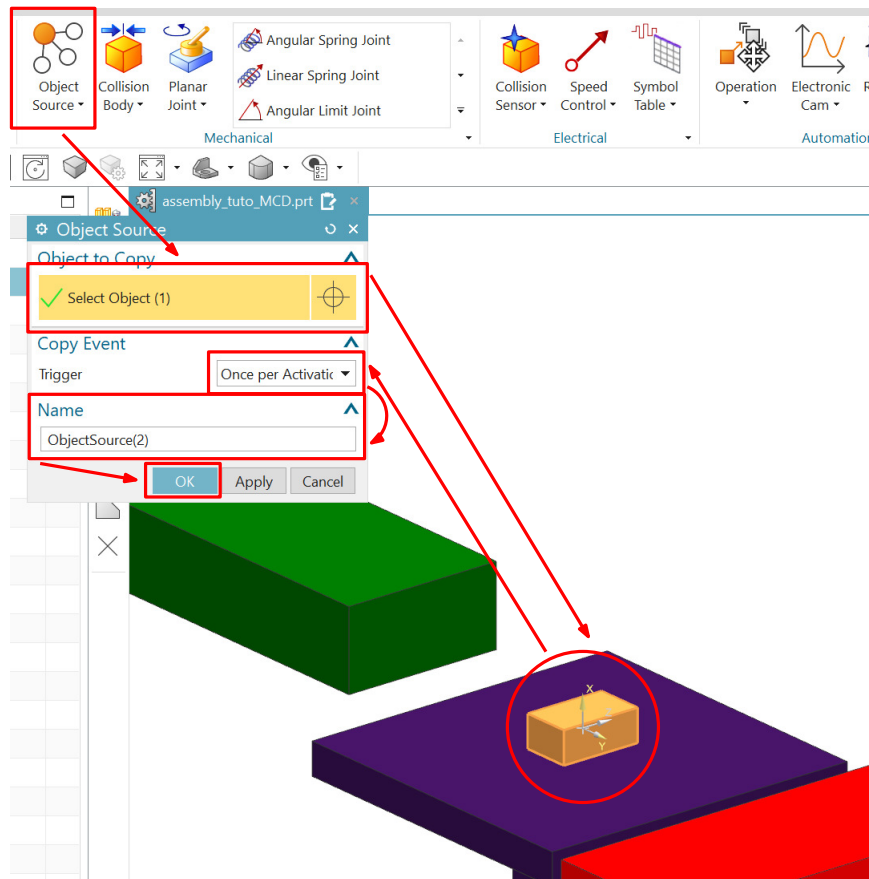 Object
Source
Collision
Body
Planar
Joint
Angular Spring Joint
Linear Spring Joint
Angular Limit Joint
Mechanical
Collision
Sensor
Speed
Control
Symbol
Table
Electrical
Operation
Electronic
Cam
R
Automation
assembly_tuto_MCD.prt
Object Source
Object to Copy
Select Object (1)
Copy Event
Trigger
Once per Activatic
Name
ObjectSource(2)
OK
Apply
Cancel
X
Y